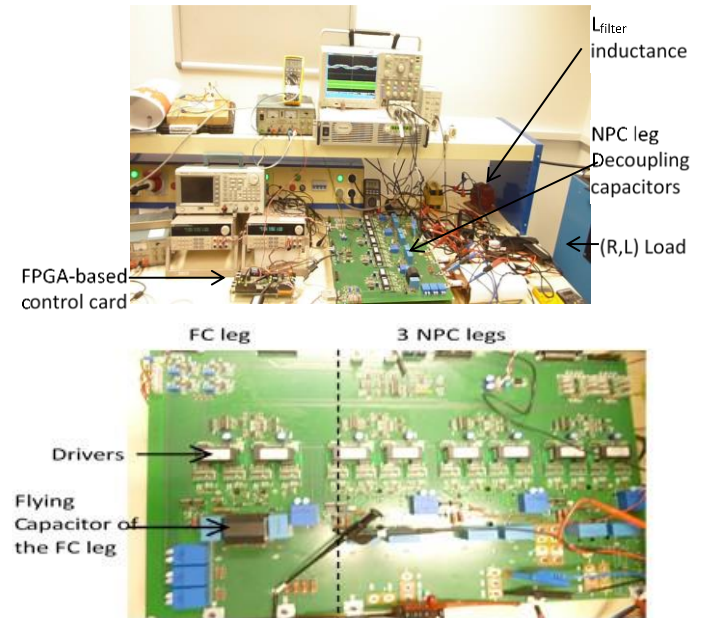 Lfilter
inductance
NPC leg
Decoupling
capacitors
(R,L) Load
FPGA-based
control card
FC leg
3 NPC legs
Drivers
Flying
Capacitor of
the FC leg